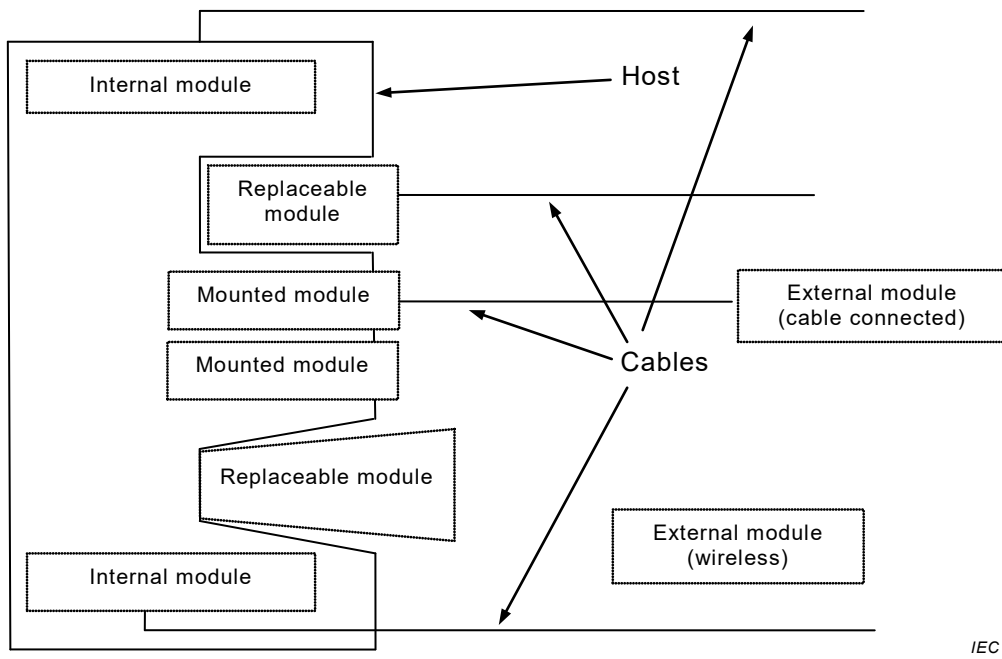 Internal module
Host
Replaceable
module
Mounted module
External module
(cable connected)
Mounted module
Cables
Replaceable module
External module
(wireless)
Internal module
IEC